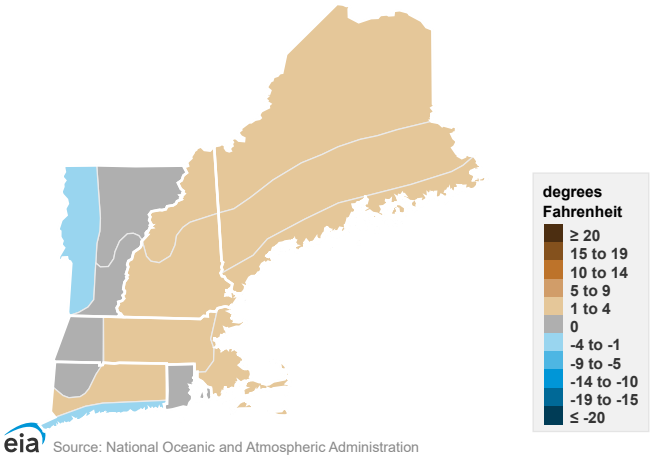 degrees
Fahrenheit
≥ 20
15 to 19
10 to 14
5 to 9
1 to 4
0
-4 to -1
-9 to -5
-14 to -10
-19 to -15
≤ -20
eia
Source: National Oceanic and Atmospheric Administration